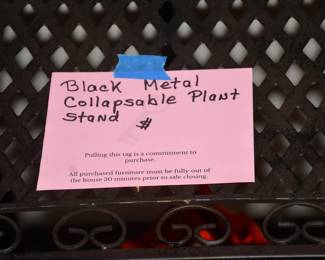 Black Metal
Collapsable Plant
Stand $
Pulling this tag is a commitment to
purchase.
All purchased furniture must be fully out of
the house 30 minutes prior to sale closing.